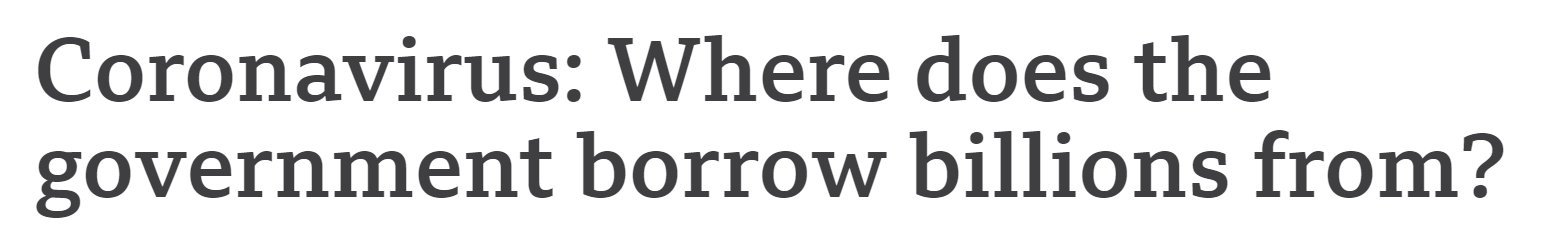 Coronavirus: Where does the
government borrow billions from?